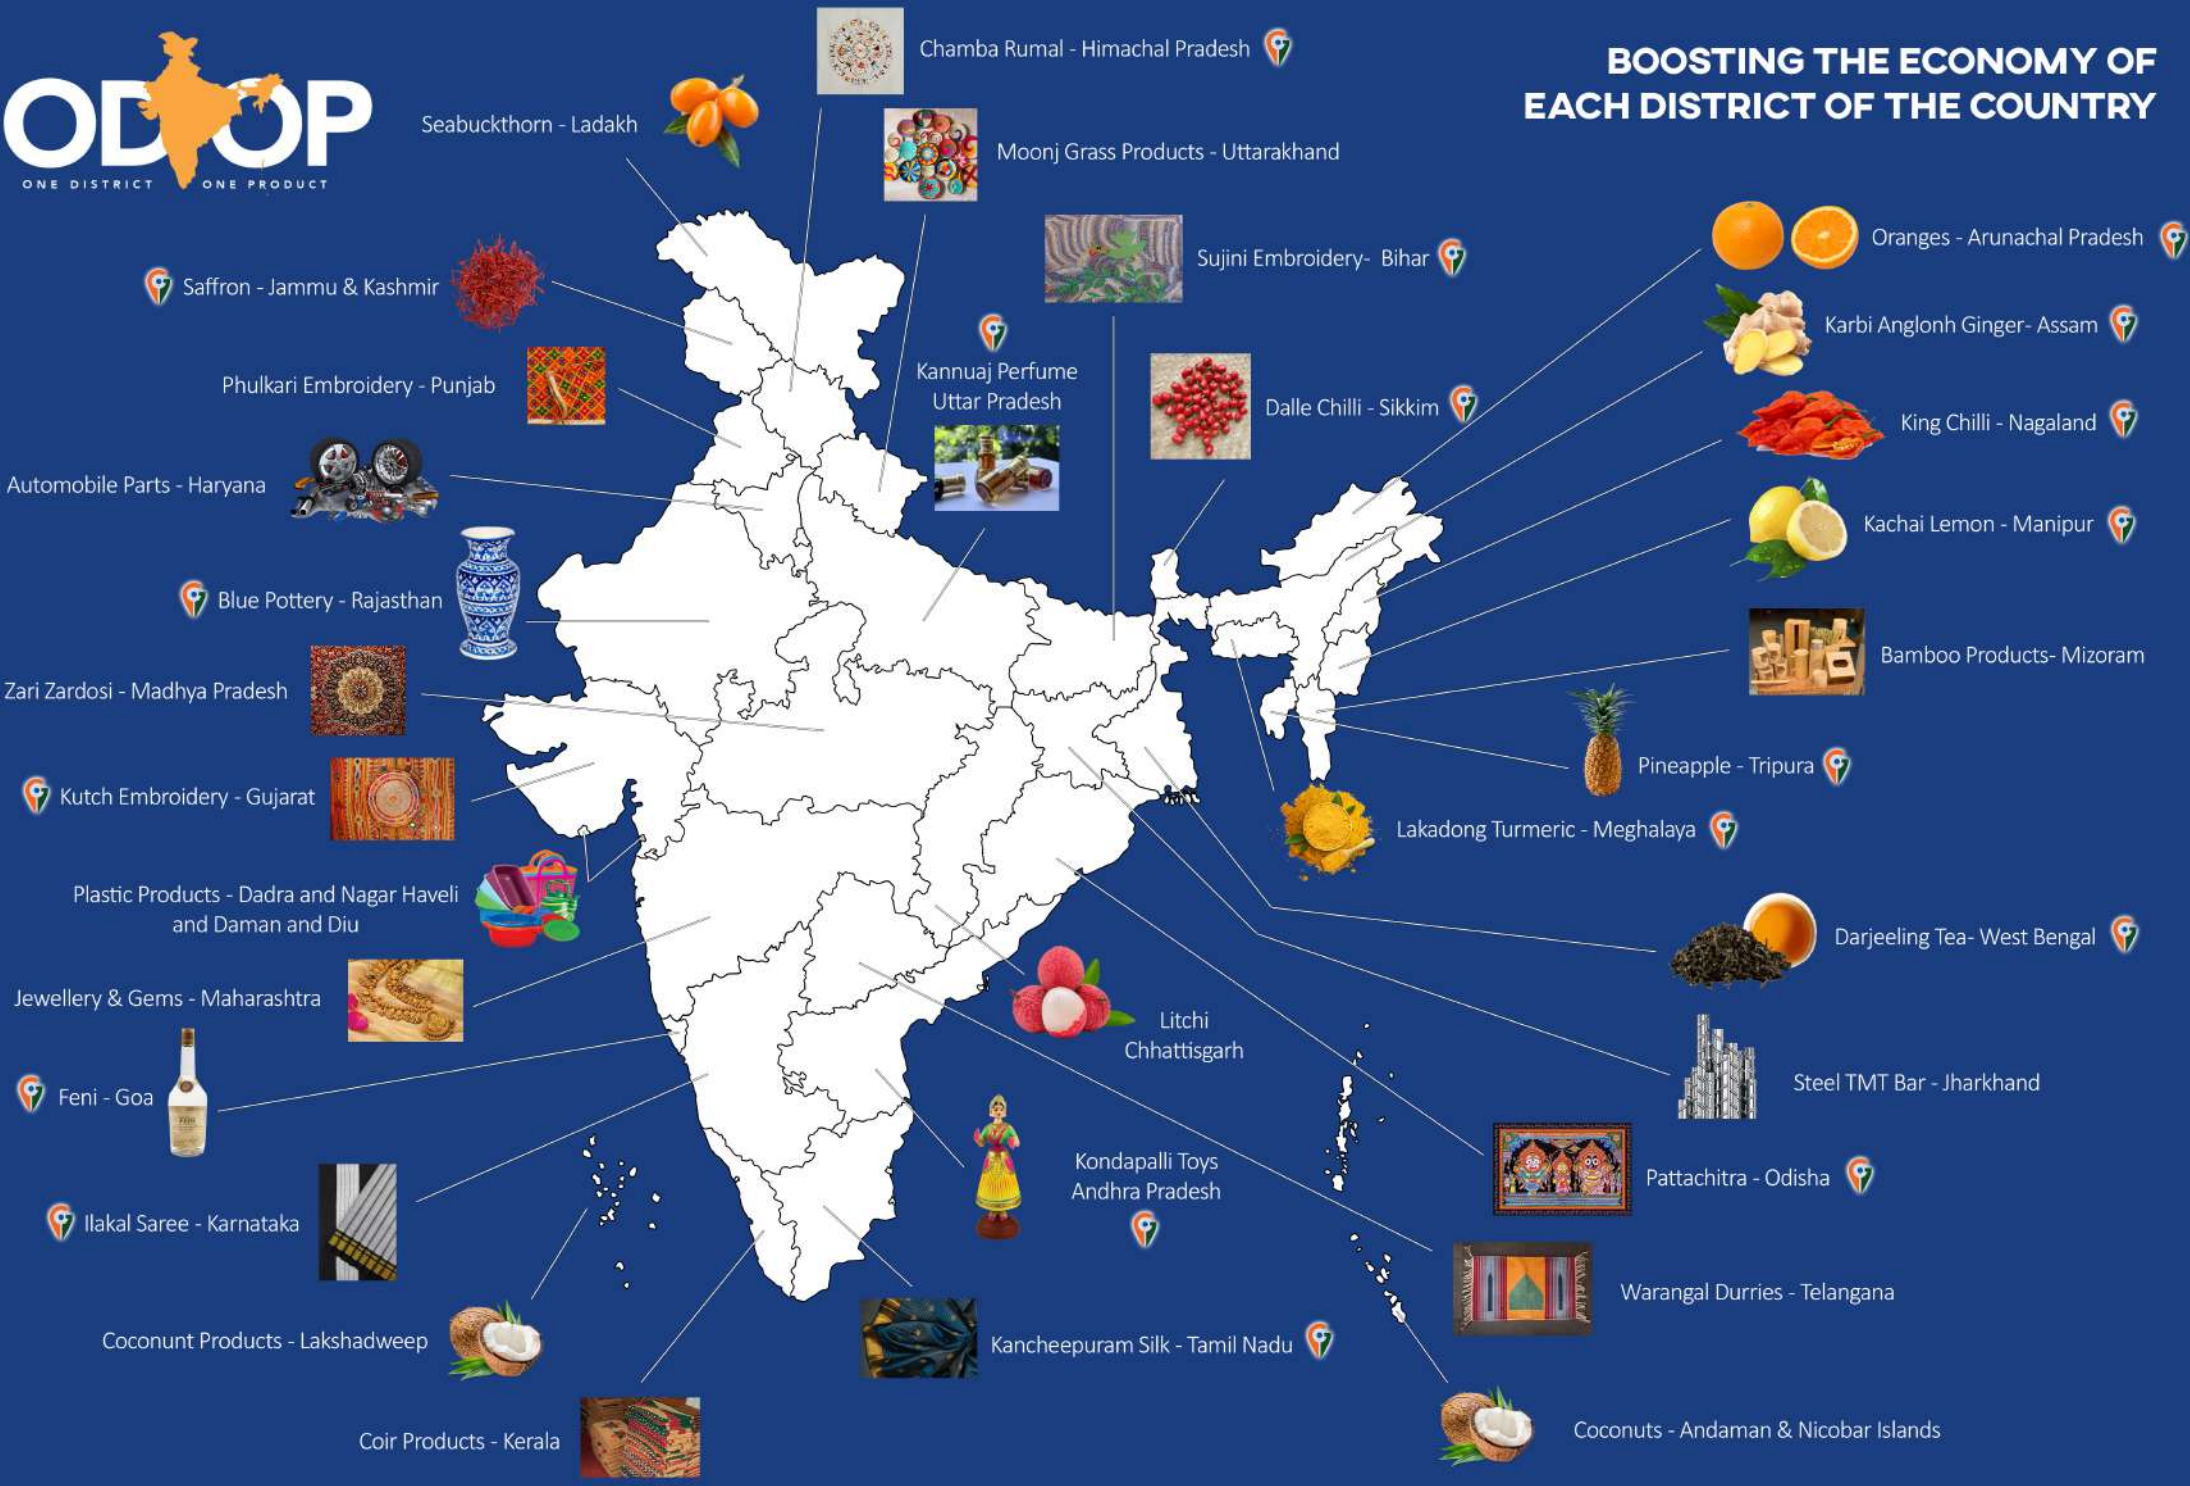 ODOP
ONE DISTRICT ONE PRODUCT
BOOSTING THE ECONOMY OF
EACH DISTRICT OF THE COUNTRY
Chamba Rumal - Himachal Pradesh
Seabuckthorn - Ladakh
Moonj Grass Products - Uttarakhand
Sujini Embroidery- Bihar
Oranges - Arunachal Pradesh
Saffron - Jammu & Kashmir
Karbi Anglonh Ginger- Assam
Phulkari Embroidery - Punjab
Kannuaj Perfume
Uttar Pradesh
Dalle Chilli - Sikkim
King Chilli - Nagaland
Automobile Parts - Haryana
Kachai Lemon - Manipur
Blue Pottery - Rajasthan
Bamboo Products- Mizoram
Zari Zardosi - Madhya Pradesh
Pineapple - Tripura
Kutch Embroidery - Gujarat
Lakadong Turmeric - Meghalaya
Plastic Products - Dadra and Nagar Haveli
and Daman and Diu
Darjeeling Tea- West Bengal
Jewellery & Gems - Maharashtra
Litchi
Chhattisgarh
Steel TMT Bar - Jharkhand
Feni - Goa
Kondapalli Toys
Andhra Pradesh
Pattachitra - Odisha
Ilakal Saree - Karnataka
Warangal Durries - Telangana
Coconunt Products - Lakshadweep
Kancheepuram Silk - Tamil Nadu
Coir Products - Kerala
Coconuts - Andaman & Nicobar Islands